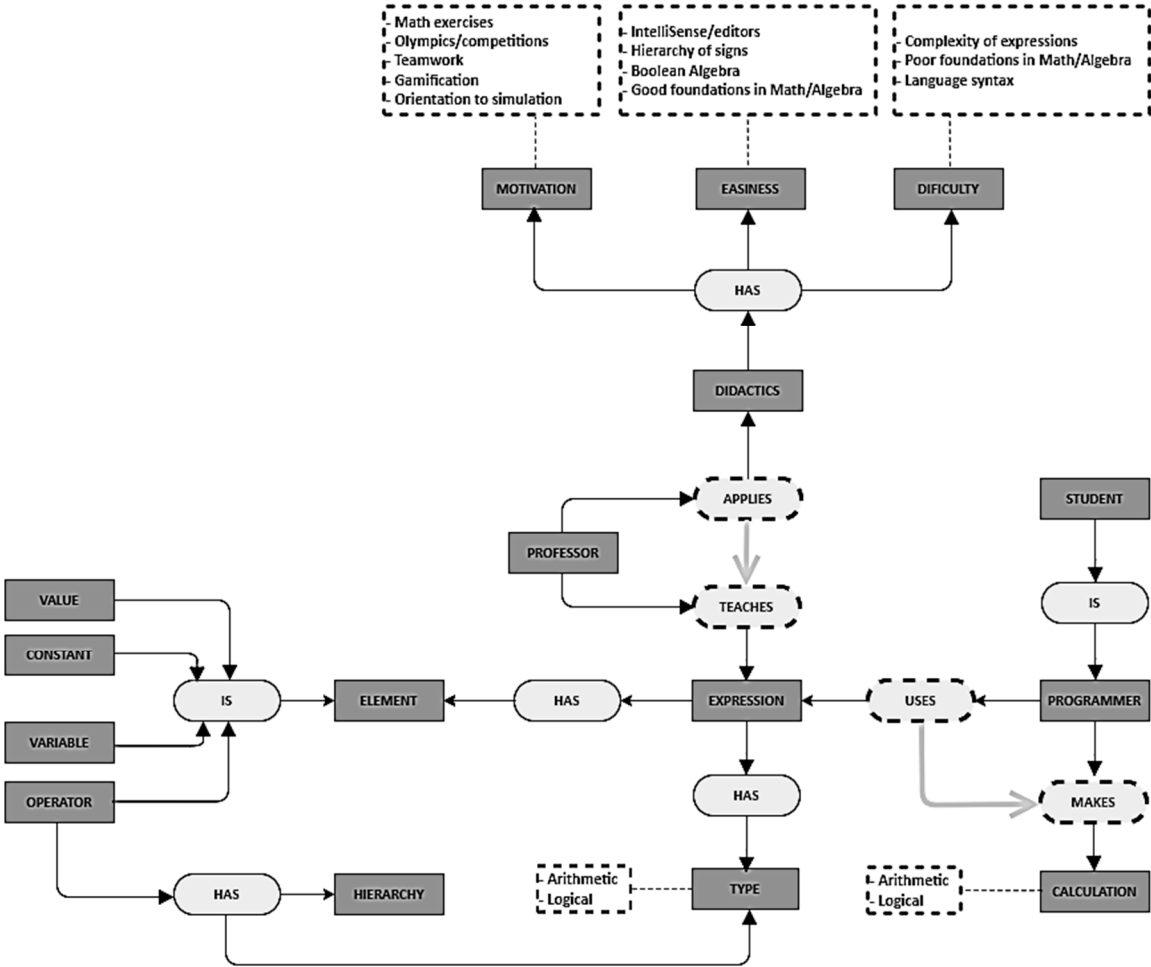 - Math exercises
- Olympics/competitions
- Teamwork
- Gamification
- Orientation to simulation
- IntelliSense/editors
- Hierarchy of signs
- Boolean Algebra
- Good foundations in Math/Algebra
- Complexity of expressions
- Poor foundations in Math/Algebra
- Language syntax
MOTIVATION
EASINESS
DIFICULTY
HAS
DIDACTICS
APPLIES
STUDENT
PROFESSOR
VALUE
TEACHES
IS
CONSTANT
IS
ELEMENT
HAS
EXPRESSION
USES
PROGRAMMER
VARIABLE
OPERATOR
HAS
MAKES
HAS
HIERARCHY
- Arithmetic
- Logical
TYPE
- Arithmetic
- Logical
CALCULATION